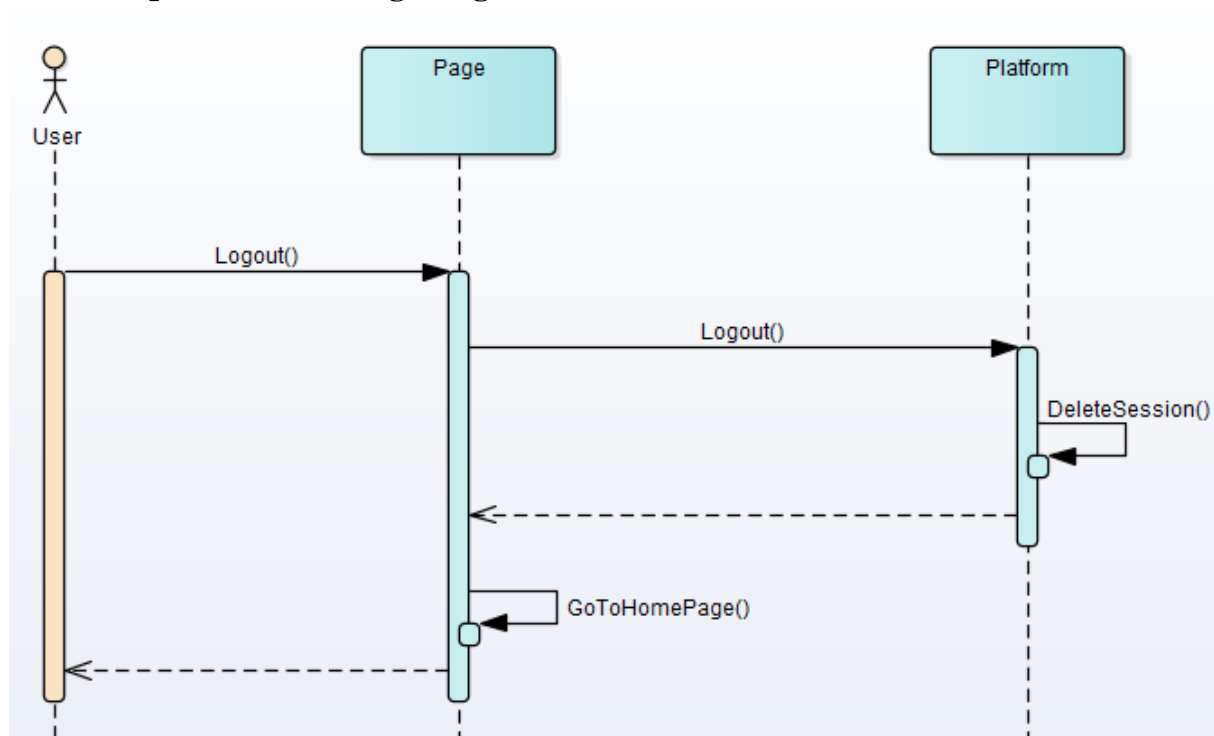 Page
Platform
User
Logout()
Logout()
DeleteSession()
GoToHomePage()